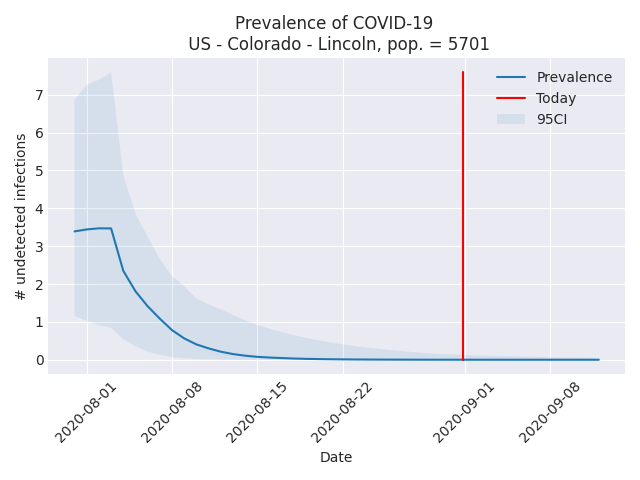 Prevalence of COVID-19
US - Colorado - Lincoln, pop. = 5701
Prevalence
Today
95CI
# undetected infections
7
6
5
4
3
2
1
0
2020-08-01
2020-08-08
2020-08-15
2020-08-22
2020-09-01
2020-09-08
Date